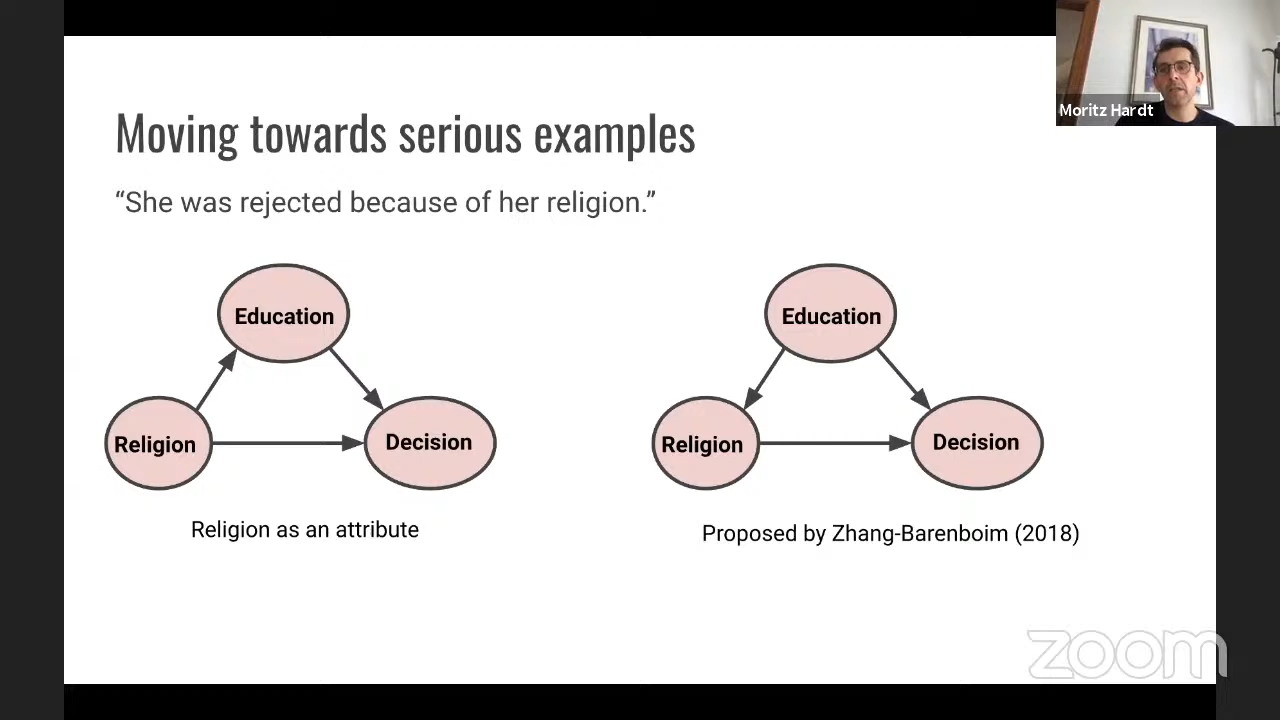 Moritz Hardt
Moving towards serious examples
“She was rejected because of her religion.”
Education
Religion
Decision
Religion as an attribute
Education
Religion
Decision
Proposed by Zhang-Barenboim (2018)
zoom